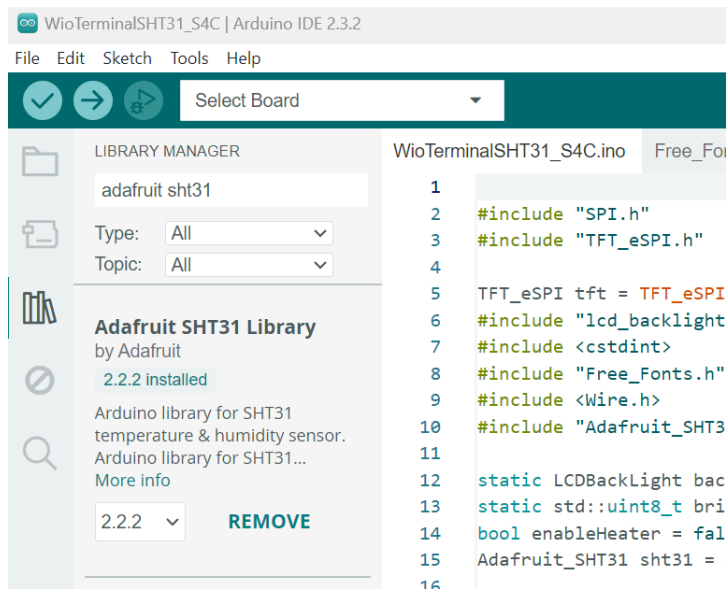 WioTerminalSHT31_S4C | Arduino IDE 2.3.2
File Edit Sketch Tools Help
Select Board
LIBRARY MANAGER
adafruit sht31
Type: All
Topic: All
Adafruit SHT31 Library
by Adafruit
2.2.2 installed
Arduino library for SHT31
temperature & humidity sensor.
Arduino library for SHT31...
More info
2.2.2 REMOVE
WioTerminalSHT31_S4C.ino Free_Fo
1
2 #include "SPI.h"
3 #include "TFT_eSPI.h"
4
5 TFT_eSPI tft = TFT_eSPI
6 #include "lcd_backlight
7 #include <cstdint>
8 #include "Free_Fonts.h"
9 #include <Wire.h>
10 #include "Adafruit_SHT3
11
12 static LCDBackLight bac
13 static std::uint8_t bri
14 bool enableHeater = fal
15 Adafruit_SHT31 sht31 =
16